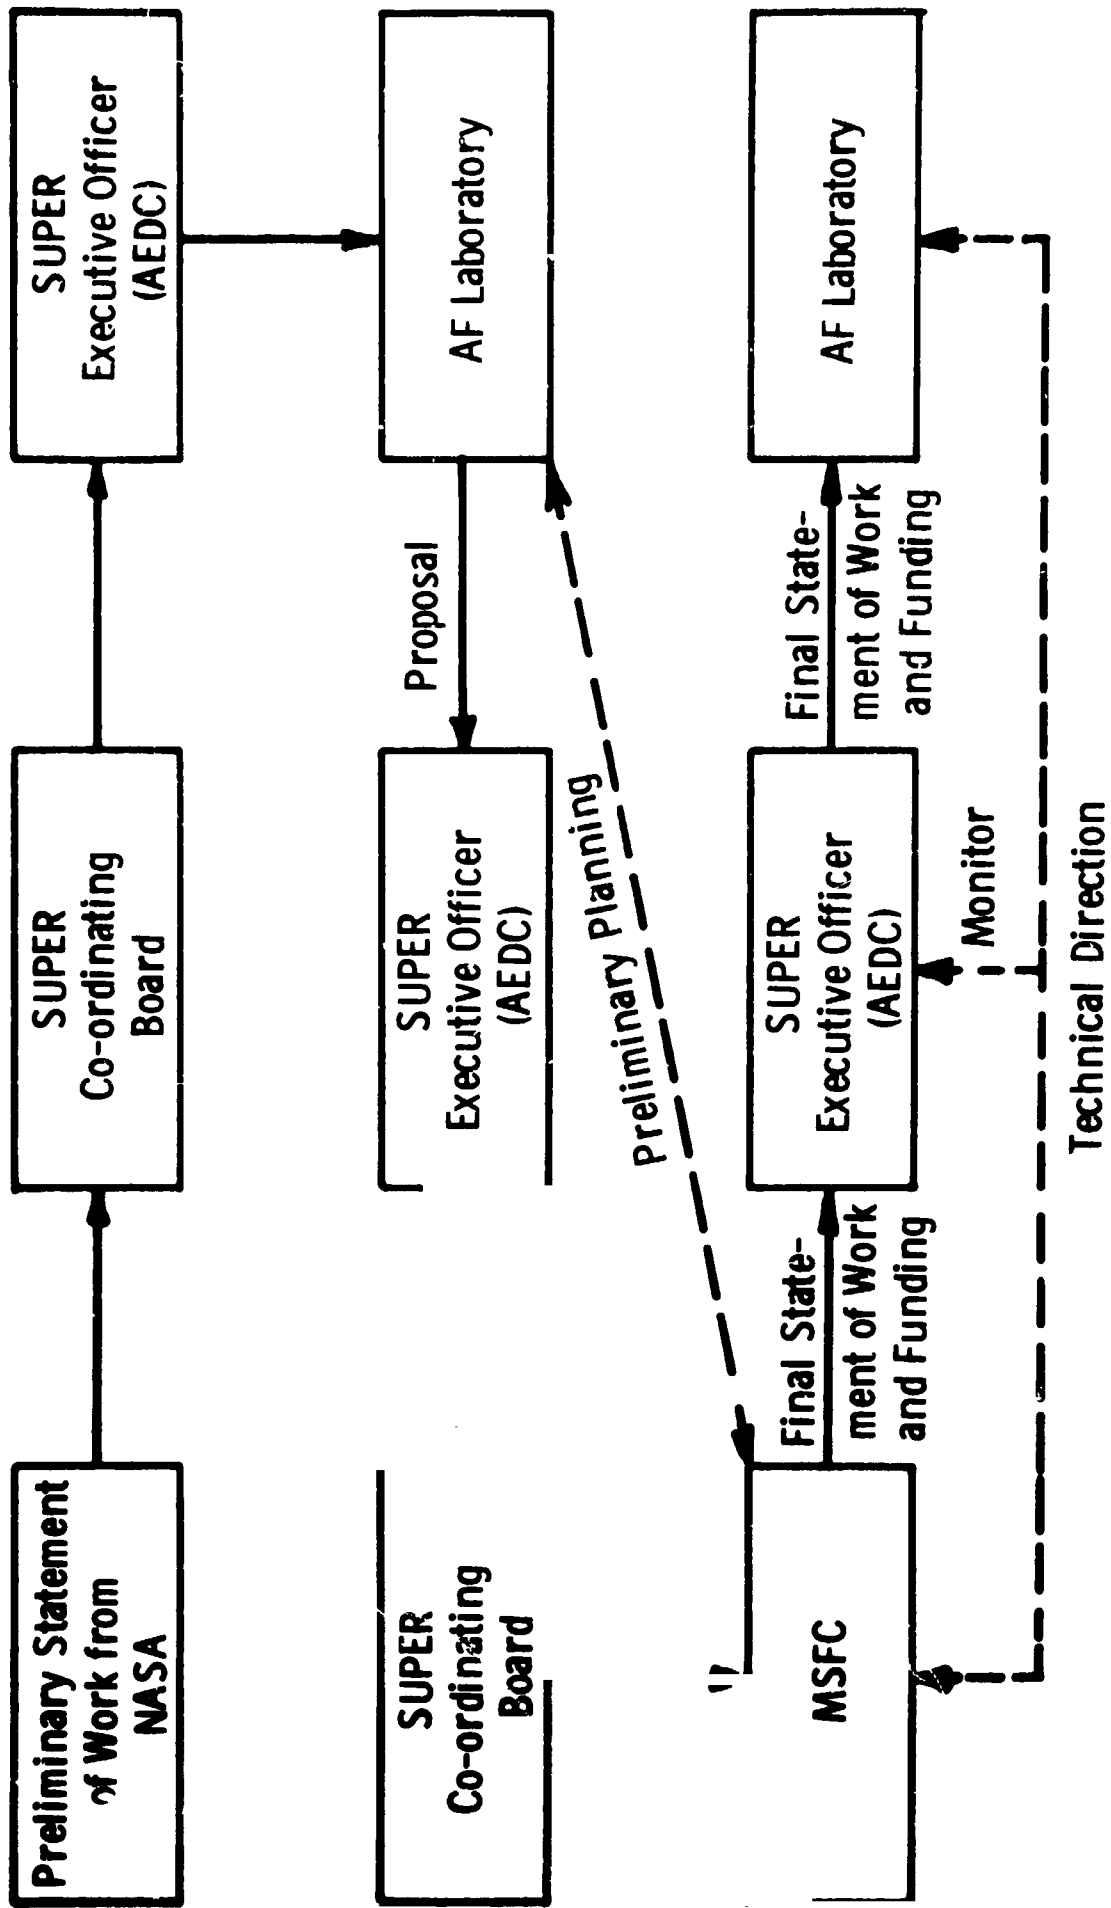 Preliminary Statement
of Work from
NASA
SUPER
Co-ordinating
Board
SUPER
Executive Officer
(AEDC)
SUPER
Co-ordinating
Board
SUPER
Executive Officer
(AEDC)
Proposal
AF Laboratory
Preliminary Planning
MSFC
Final State-
ment of Work
and Funding
SUPER
Executive Officer
(AEDC)
Final State-
ment of Work
and Funding
AF Laboratory
Monitor
Technical Direction